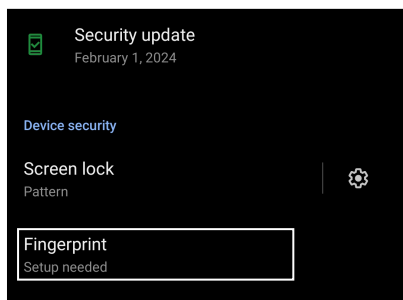 Security update
February 1, 2024
Device security
Screen lock
Pattern
Fingerprint
Setup needed